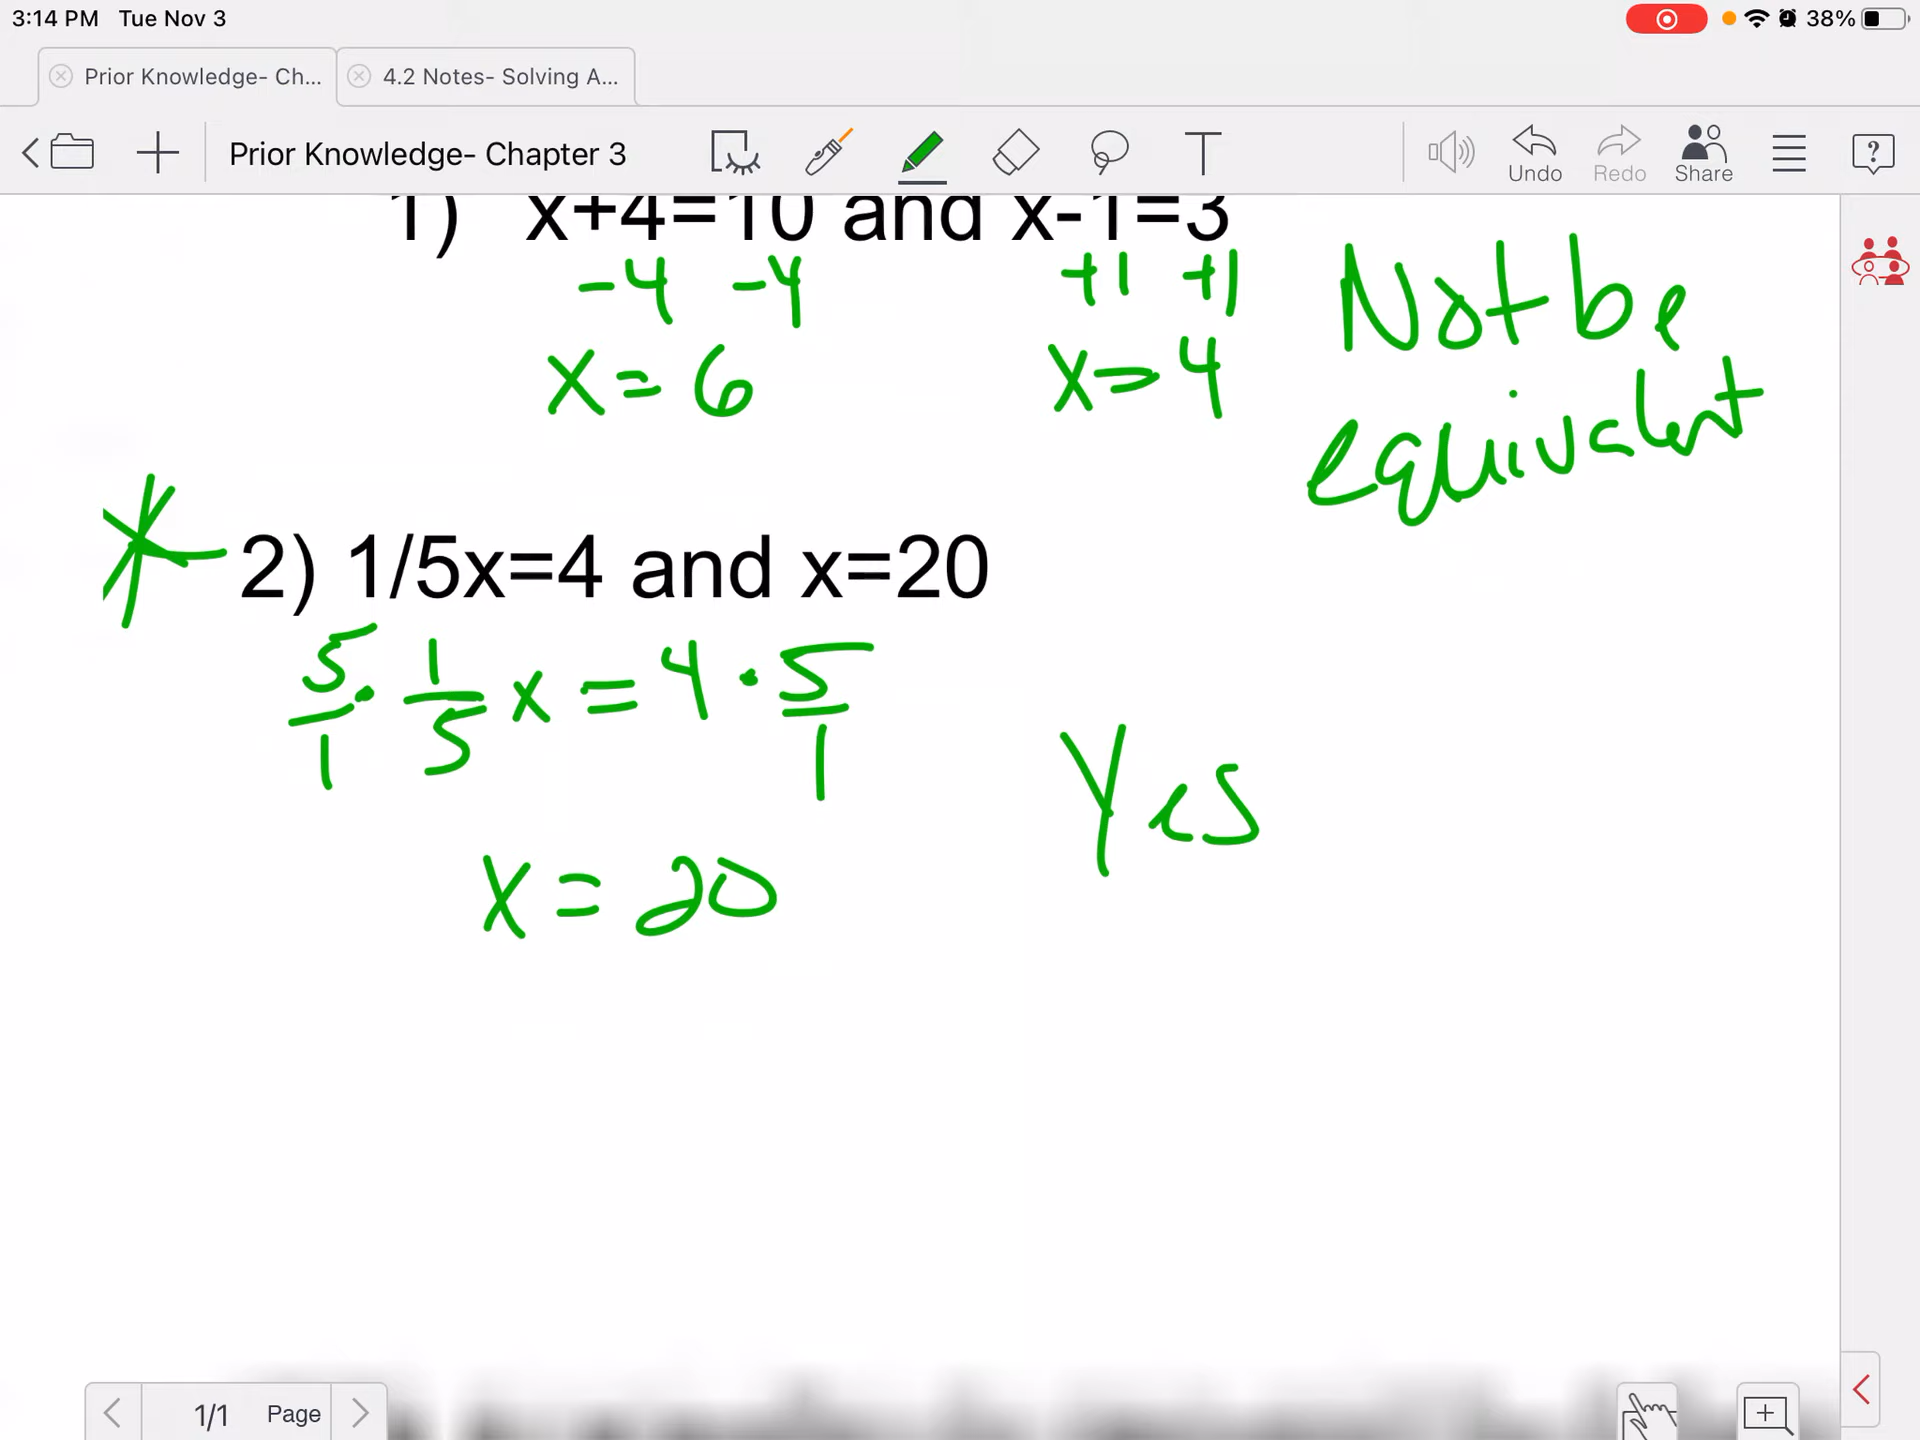 3:14 PM Tue Nov 3
38%
Prior Knowledge- Ch...
4.2 Notes- Solving A...
Prior Knowledge- Chapter 3
T
Undo
Redo
Share
?
1) x+4=10 and x-1=3
-4 -4 +1 +1
x=6 x=4
Not be
equivalent
2) 1/5x=4 and x=20
5/1 · 1/5 x = 4 · 5/1
Yes
x = 20
1/1 Page